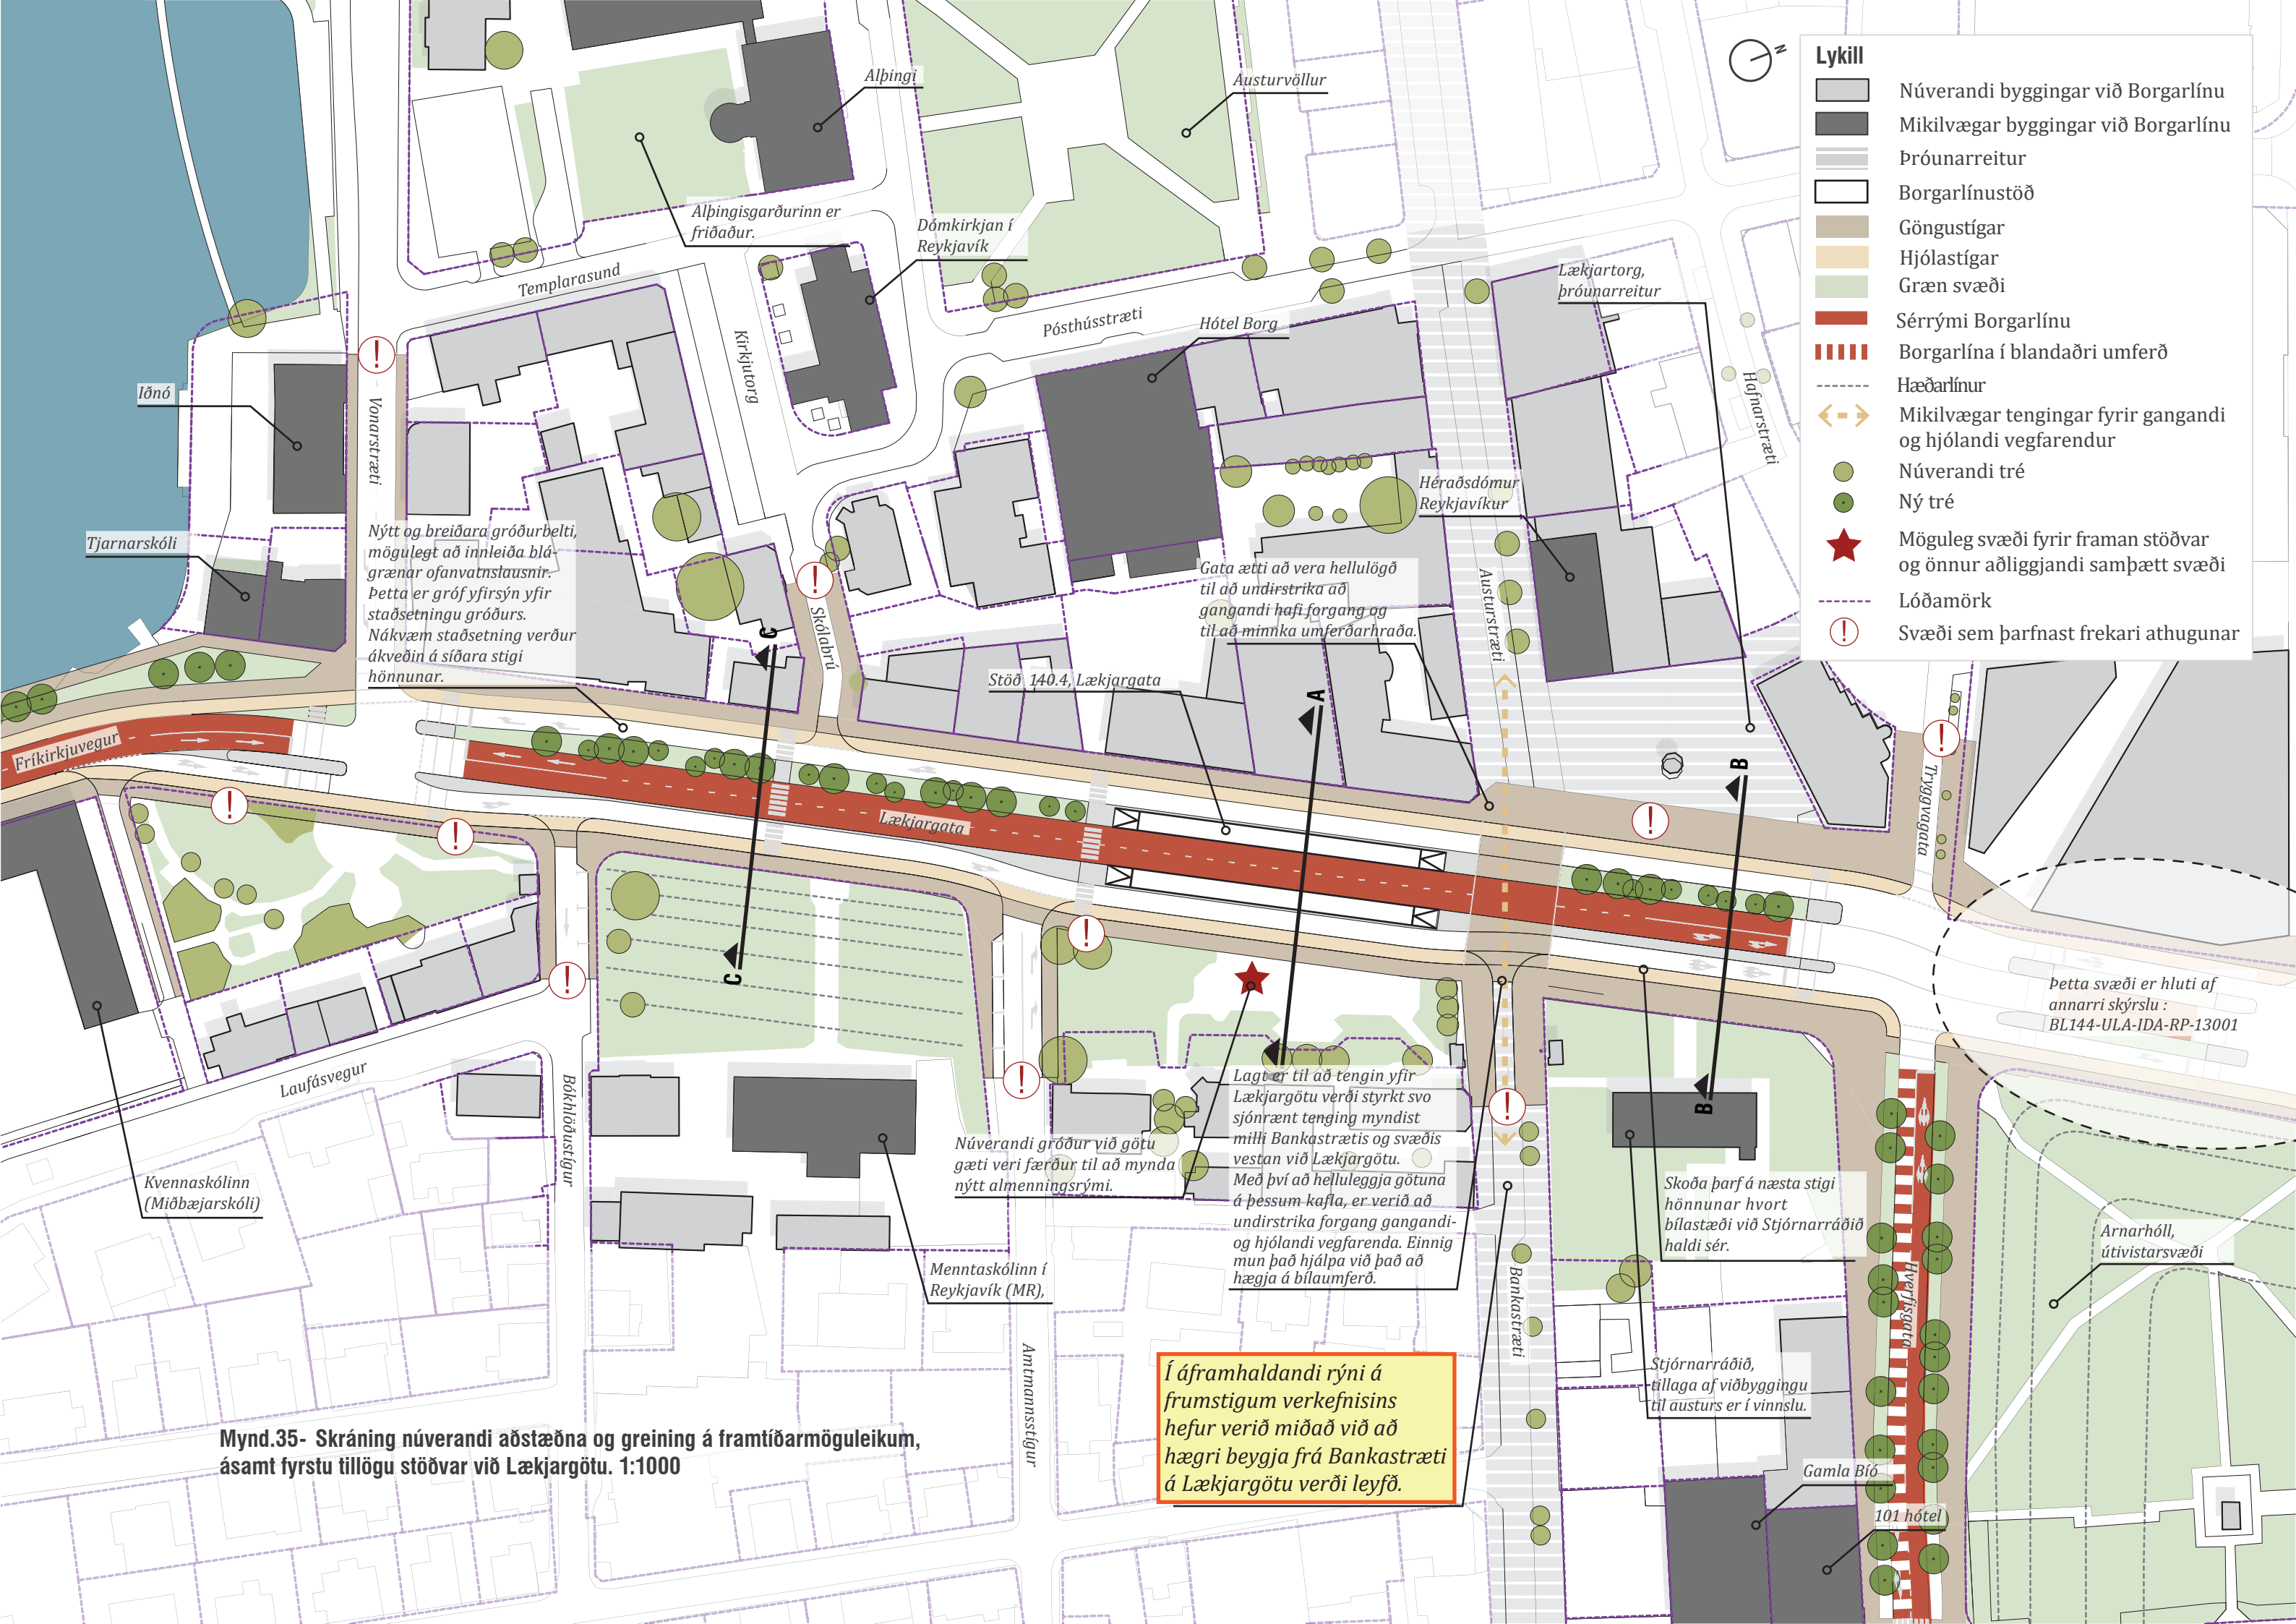 Lykill
Núverandi byggingar við Borgarlínu
Mikilvægar byggingar við Borgarlínu
Þróunarreitur
Borgarlínustöð
Göngustígar
Hjólastígar
Græn svæði
Sérrými Borgarlínu
Borgarlína í blandaðri umferð
Hæðarlínur
Mikilvægar tengingar fyrir gangandi
og hjólandi vegfarendur
Núverandi tré
Ný tré
Möguleg svæði fyrir framan stöðvar
og önnur aðliggjandi samþætt svæði
Lóðamörk
Svæði sem þarfnast frekari athugunar
N
Alþingi
Austurvöllur
Alþingisgarðurinn er
friðaður.
Dómkirkjan í
Reykjavík
Templarasund
Kirkjutorg
Pósthússtræti
Hótel Borg
Lækjartorg,
þróunarreitur
Hafnarstræti
Iðnó
Vonarstræti
Tjarnarskóli
Nýtt og breiðara gróðurbelti,
mögulegt að innleiða blá-
grænar ofanvatnslausnir.
Þetta er gróf yfirsýn yfir
staðsetningu gróðurs.
Nákvæm staðsetning verður
ákveðin á síðara stigi
hönnunar.
Héraðsdómur
Reykjavíkur
Gata ætti að vera hellulögð
til að undirstrika að
gangandi hafi forgang og
til að minnka umferðarhraða.
Austurstræti
Skólabrú
Stöð 140.4, Lækjargata
C
A
B
Tryggvagata
Fríkirkjuvegur
Lækjargata
C
B
Þetta svæði er hluti af
annarri skýrslu :
BL144-ULA-IDA-RP-13001
Laufásvegur
Bókhlöðustígur
Lagt er til að tengin yfir
Lækjargötu verði styrkt svo
sjónrænt tenging myndist
milli Bankastrætis og svæðis
vestan við Lækjargötu.
Með því að helluleggja götuna
á þessum kafla, er verið að
undirstrika forgang gangandi-
og hjólandi vegfarenda. Einnig
mun það hjálpa við það að
hægja á bílaumferð.
Núverandi gróður við götu
gæti veri færður til að mynda
nýtt almenningsrými.
Kvennaskólinn
(Miðbæjarskóli)
Skoða þarf á næsta stigi
hönnunar hvort
bílastæði við Stjórnarráðið
haldi sér.
Arnarhóll,
útivistarsvæði
Menntaskólinn í
Reykjavík (MR),
Hverfisgata
Bankastræti
Amtmannsstígur
Stjórnarráðið,
tillaga af viðbyggingu
til austurs er í vinnslu.
Í áframhaldandi rýni á
frumstigum verkefnisins
hefur verið miðað við að
hægri beygja frá Bankastræti
á Lækjargötu verði leyfð.
Gamla Bíó
101 hótel
Mynd.35- Skráning núverandi aðstæðna og greining á framtíðarmöguleikum,
ásamt fyrstu tillögu stöðvar við Lækjargötu. 1:1000